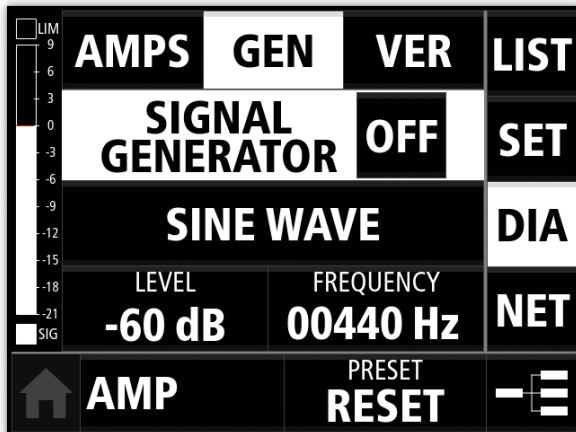 LIM
9
6
3
0
-3
-6
-9
-12
-15
-18
-21
SIG
AMPS GEN VER LIST
SIGNAL
GENERATOR
OFF
SET
SINE WAVE
DIA
LEVEL FREQUENCY
-60 dB 00440 Hz
NET
AMP
PRESET
RESET